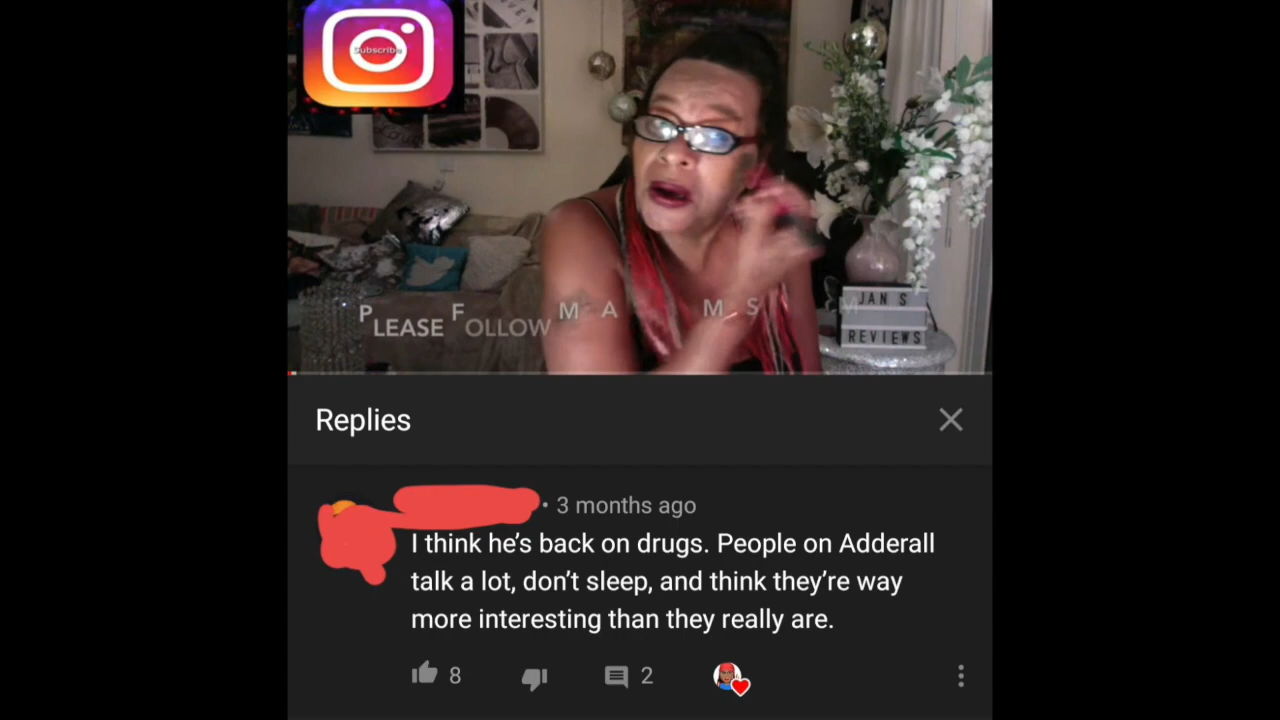 Subscribe
PLEASE FOLLOW M A M S M
JAN S
REVIEWS
Replies
• 3 months ago
I think he's back on drugs. People on Adderall
talk a lot, don't sleep, and think they're way
more interesting than they really are.
8
2